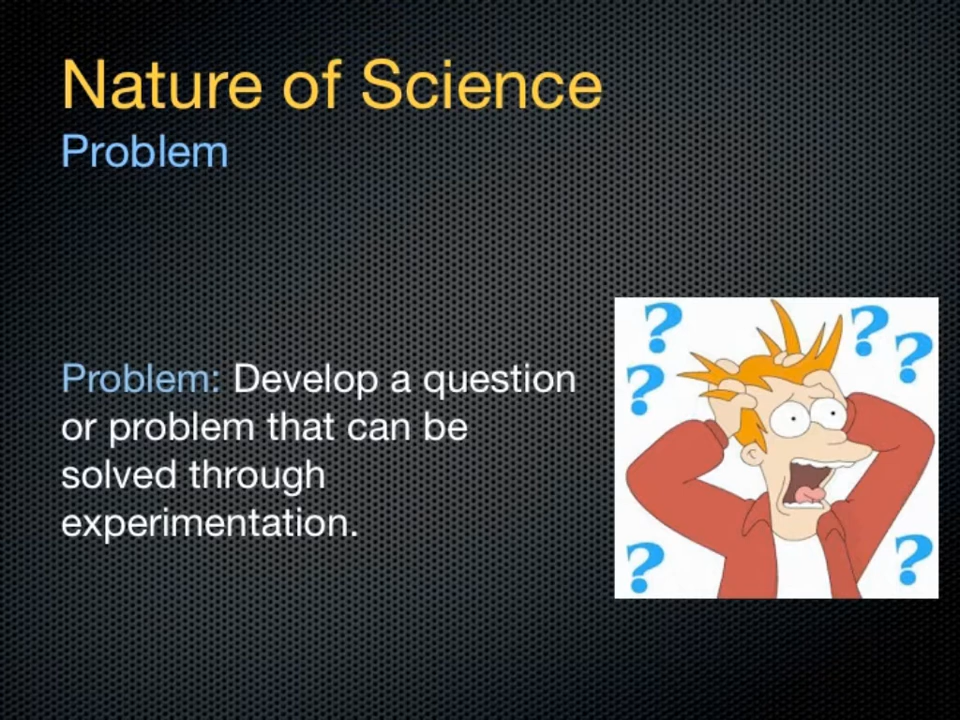 Nature of Science
Problem
Problem: Develop a question
or problem that can be
solved through
experimentation.
?
?
?
?
?
?